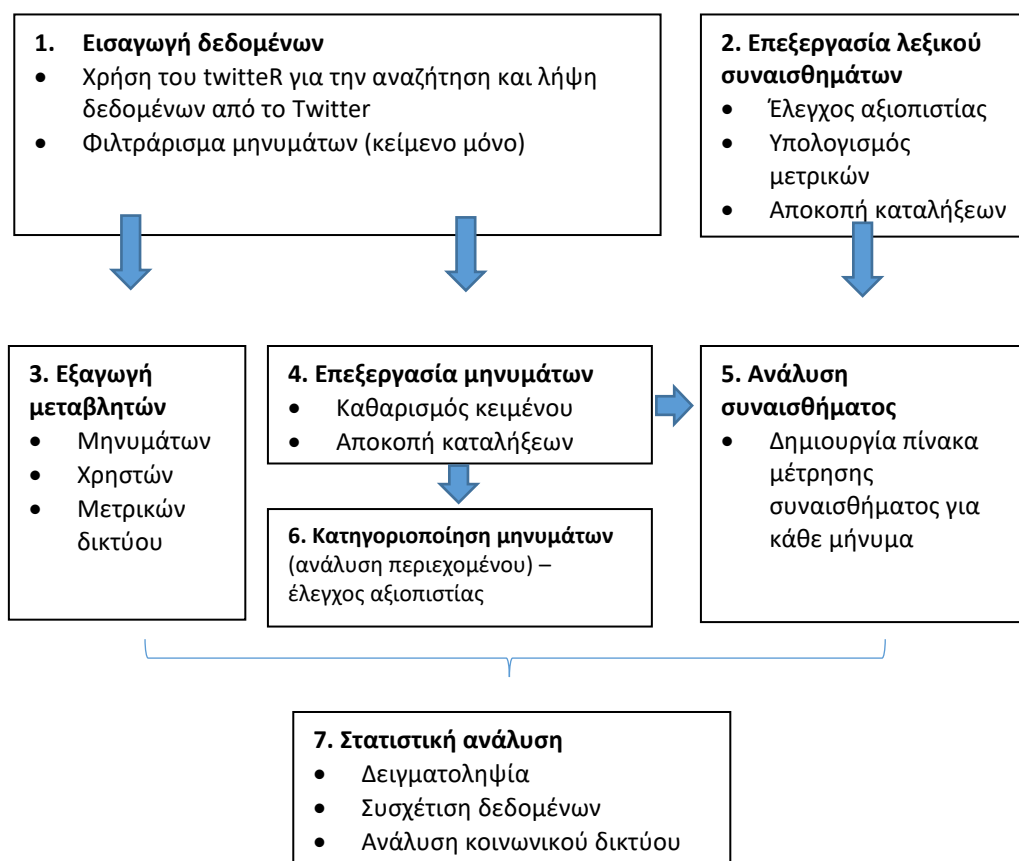 1. Εισαγωγή δεδομένων
• Χρήση του twitteR για την αναζήτηση και λήψη
δεδομένων από το Twitter
• Φιλτράρισμα μηνυμάτων (κείμενο μόνο)
2. Επεξεργασία λεξικού
συναισθημάτων
• Έλεγχος αξιοπιστίας
• Υπολογισμός
μετρικών
• Αποκοπή καταλήξεων
3. Εξαγωγή
μεταβλητών
• Μηνυμάτων
• Χρηστών
• Μετρικών
δικτύου
4. Επεξεργασία μηνυμάτων
• Καθαρισμός κειμένου
• Αποκοπή καταλήξεων
5. Ανάλυση
συναισθήματος
• Δημιουργία πίνακα
μέτρησης
συναισθήματος για
κάθε μήνυμα
6. Κατηγοριοποίηση μηνυμάτων
(ανάλυση περιεχομένου) –
έλεγχος αξιοπιστίας
7. Στατιστική ανάλυση
• Δειγματοληψία
• Συσχέτιση δεδομένων
• Ανάλυση κοινωνικού δικτύου